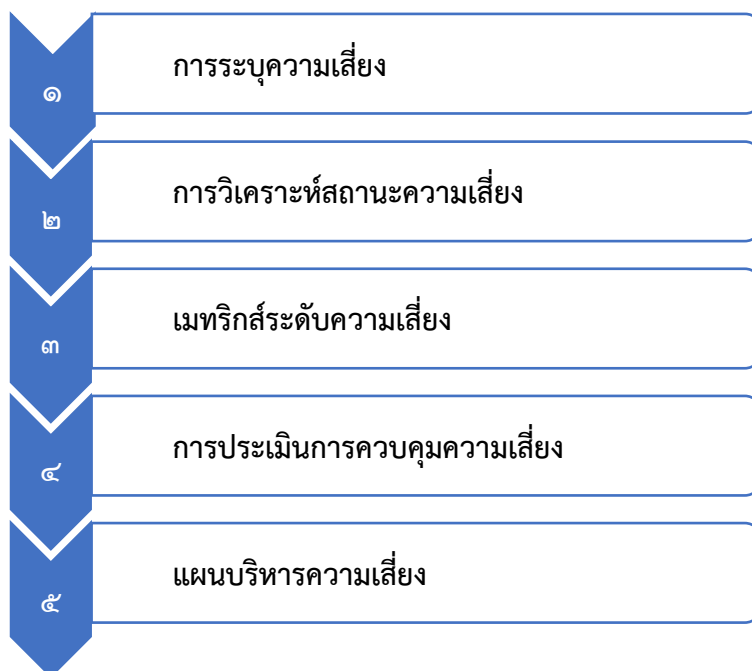 ๑
การระบุความเสี่ยง
๒
การวิเคราะห์สถานะความเสี่ยง
๓
เมทริกส์ระดับความเสี่ยง
๔
การประเมินการควบคุมความเสี่ยง
๕
แผนบริหารความเสี่ยง